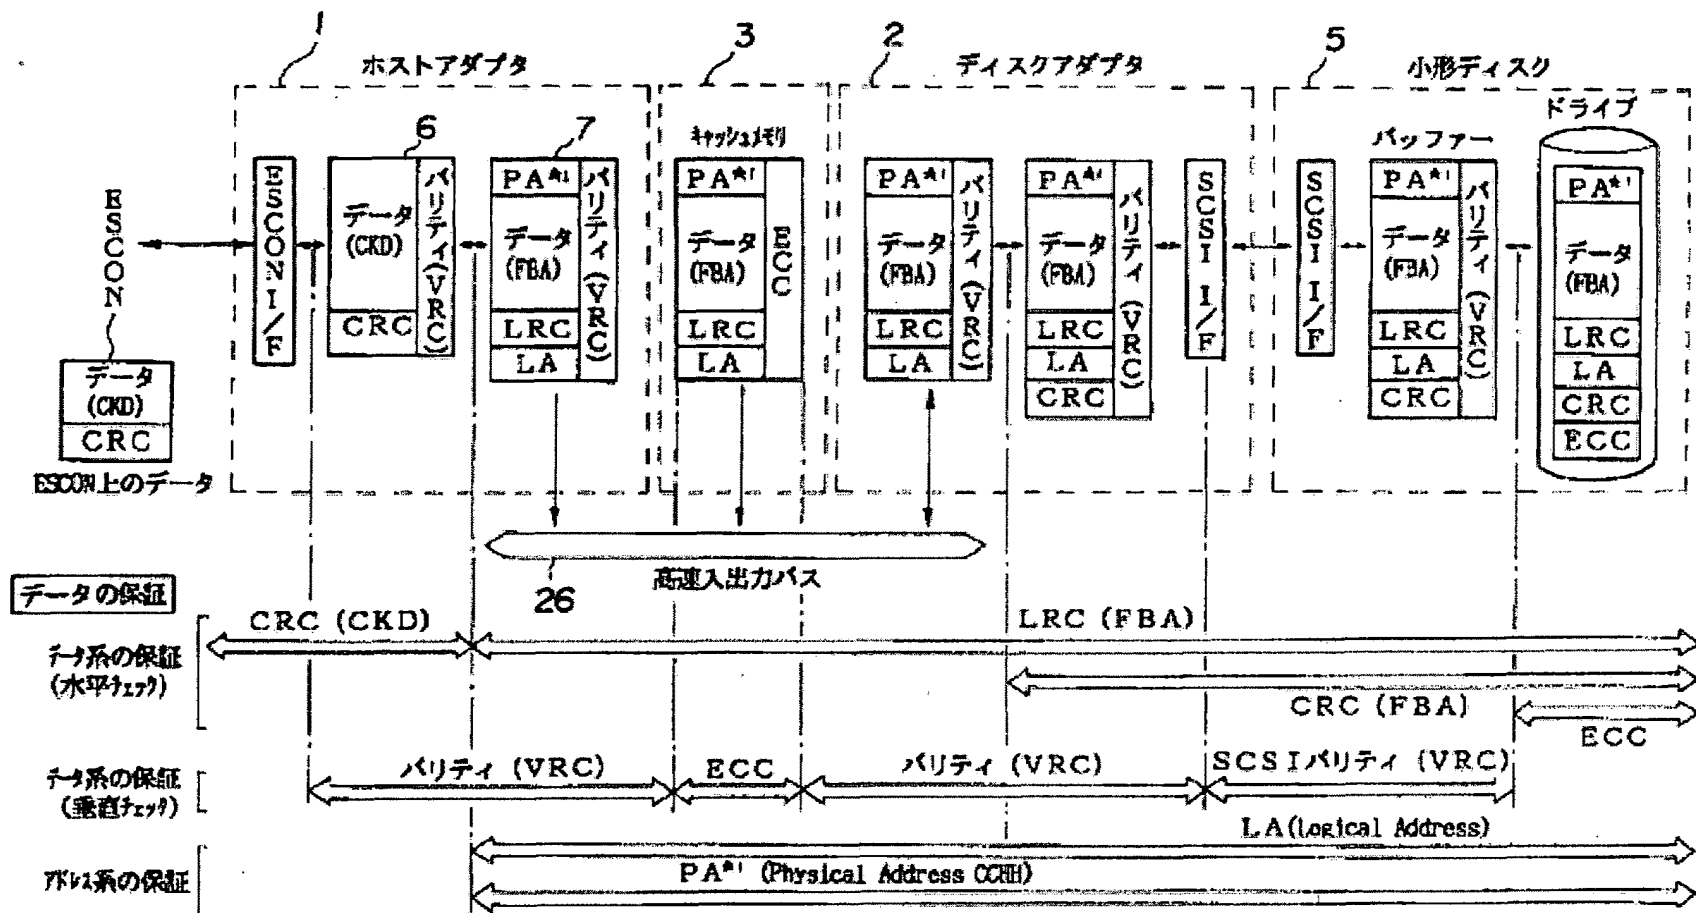 1
3
2
5
ホストアダプタ
ディスクアダプタ
小形ディスク
ドライブ
6
7
キャッシュメモリ
バッファー
ESCON
ESCON I/F
データ
(CKD)
CRC
パリティ(VRC)
PA*1
データ
(FBA)
LRC
LA
パリティ(VRC)
PA*1
データ
(FBA)
LRC
LA
ECC
PA*1
データ
(FBA)
LRC
LA
パリティ(VRC)
PA*1
データ
(FBA)
LRC
LA
CRC
パリティ(VRC)
SCSI I/F
SCSI I/F
PA*1
データ
(FBA)
LRC
LA
CRC
パリティ(VRC)
PA*1
データ
(FBA)
LRC
LA
CRC
ECC
データ
(CKD)
CRC
ESCON上のデータ
26
高速入出力バス
データの保証
データ系の保証
(水平チェック)
CRC (CKD)
LRC (FBA)
CRC (FBA)
ECC
データ系の保証
(垂直チェック)
パリティ (VRC)
ECC
パリティ (VRC)
SCSIパリティ (VRC)
アドレス系の保証
LA(Logical Address)
PA*1 (Physical Address CCHH)